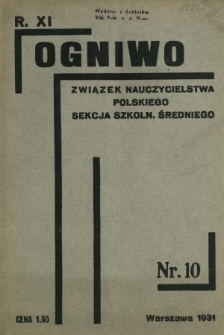 R. XI
OGNIWO
ZWIĄZEK NAUCZYCIELSTWA
POLSKIEGO
SEKCJA SZKOLN. ŚREDNIEGO
Nr. 10
CENA 1.50
Warszawa 1931